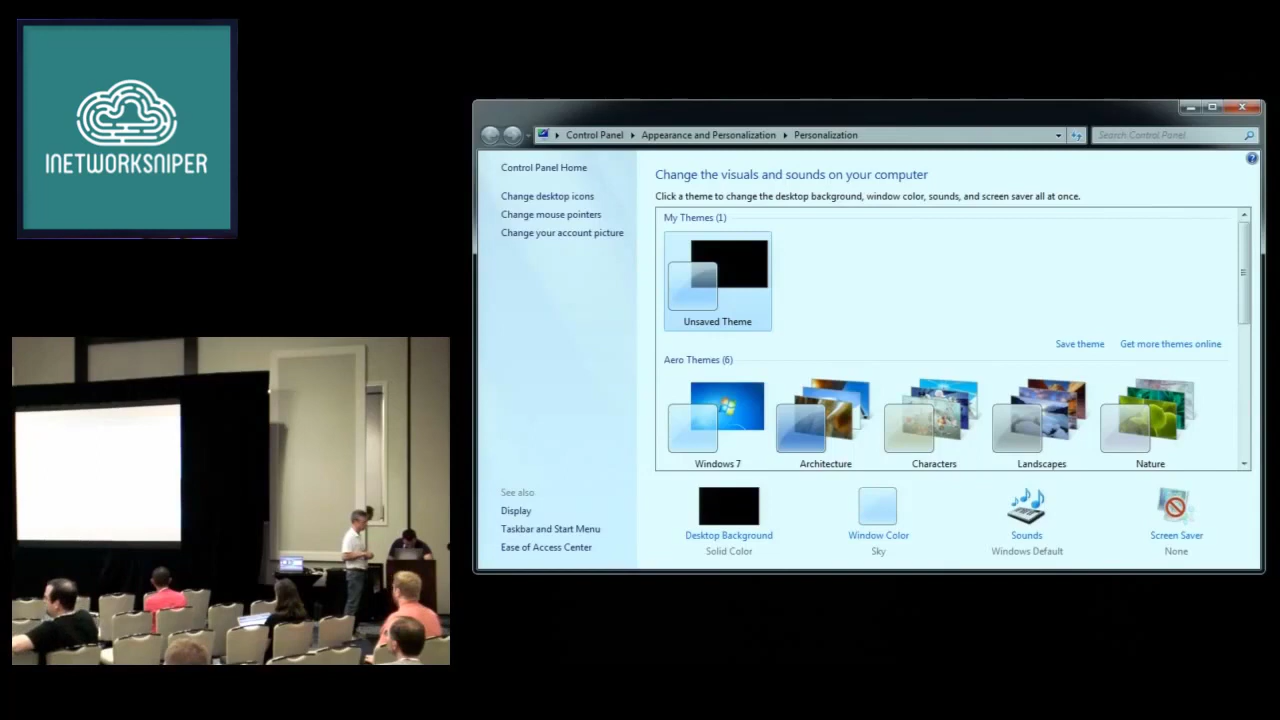 INETWORKSNIPER
Control Panel
Appearance and Personalization
Personalization
Search Control Panel
Control Panel Home
Change desktop icons
Change mouse pointers
Change your account picture
Change the visuals and sounds on your computer
Click a theme to change the desktop background, window color, sounds, and screen saver all at once.
My Themes (1)
Unsaved Theme
Save theme
Get more themes online
Aero Themes (6)
Windows 7
Architecture
Characters
Landscapes
Nature
See also
Display
Taskbar and Start Menu
Ease of Access Center
Desktop Background
Solid Color
Window Color
Sky
Sounds
Windows Default
Screen Saver
None